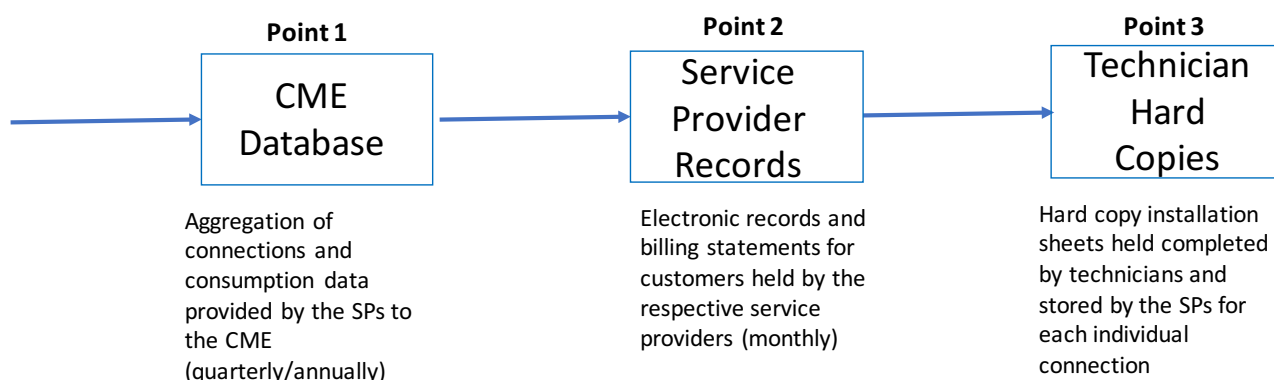 Point 1
CME
Database
Aggregation of
connections and
consumption data
provided by the SPs to
the CME
(quarterly/annually)
Point 2
Service
Provider
Records
Electronic records and
billing statements for
customers held by the
respective service
providers (monthly)
Point 3
Technician
Hard
Copies
Hard copy installation
sheets held completed
by technicians and
stored by the SPs for
each individual
connection